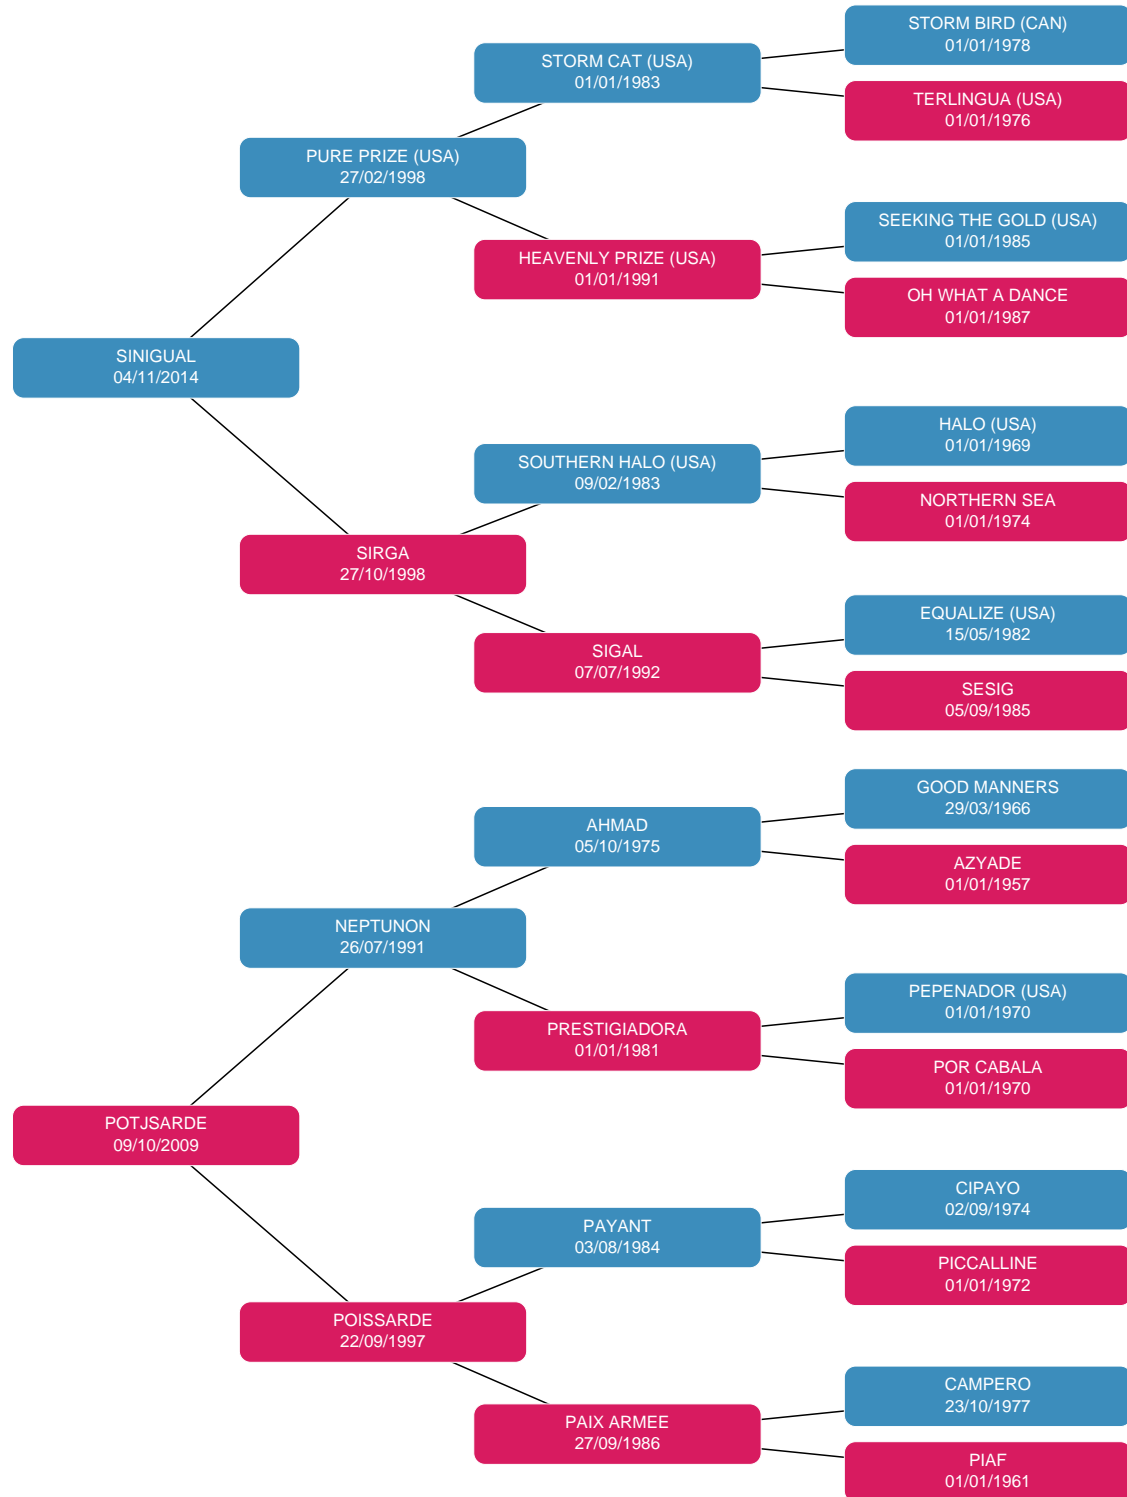 STORM BIRD (CAN)
01/01/1978
STORM CAT (USA)
01/01/1983
TERLINGUA (USA)
01/01/1976
PURE PRIZE (USA)
27/02/1998
SEEKING THE GOLD (USA)
01/01/1985
HEAVENLY PRIZE (USA)
01/01/1991
OH WHAT A DANCE
01/01/1987
SINIGUAL
04/11/2014
HALO (USA)
01/01/1969
SOUTHERN HALO (USA)
09/02/1983
NORTHERN SEA
01/01/1974
SIRGA
27/10/1998
EQUALIZE (USA)
15/05/1982
SIGAL
07/07/1992
SESIG
05/09/1985
GOOD MANNERS
29/03/1966
AHMAD
05/10/1975
AZYADE
01/01/1957
NEPTUNON
26/07/1991
PEPENADOR (USA)
01/01/1970
PRESTIGIADORA
01/01/1981
POR CABALA
01/01/1970
POTJSARDE
09/10/2009
CIPAYO
02/09/1974
PAYANT
03/08/1984
PICCALLINE
01/01/1972
POISSARDE
22/09/1997
CAMPERO
23/10/1977
PAIX ARMEE
27/09/1986
PIAF
01/01/1961